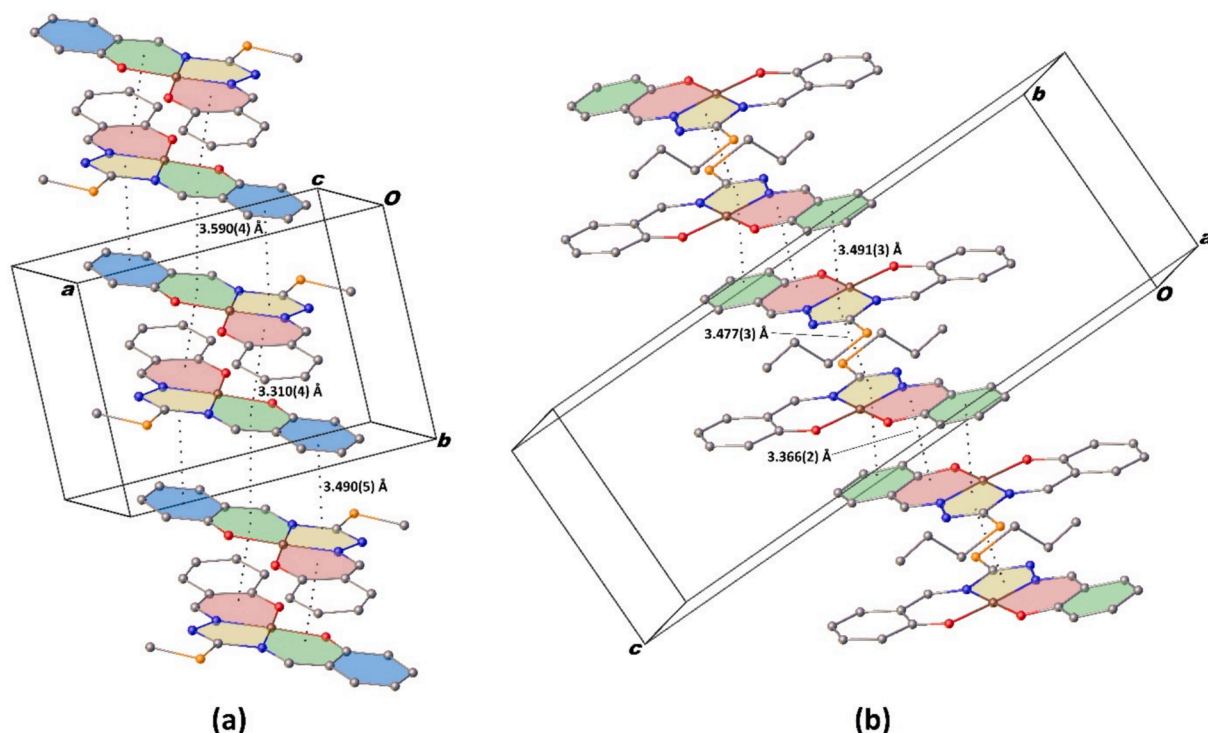 c
O
3.590(4) Å
a
3.310(4) Å
b
3.490(5) Å
(a)
b
a
3.491(3) Å
O
3.477(3) Å
3.366(2) Å
c
(b)